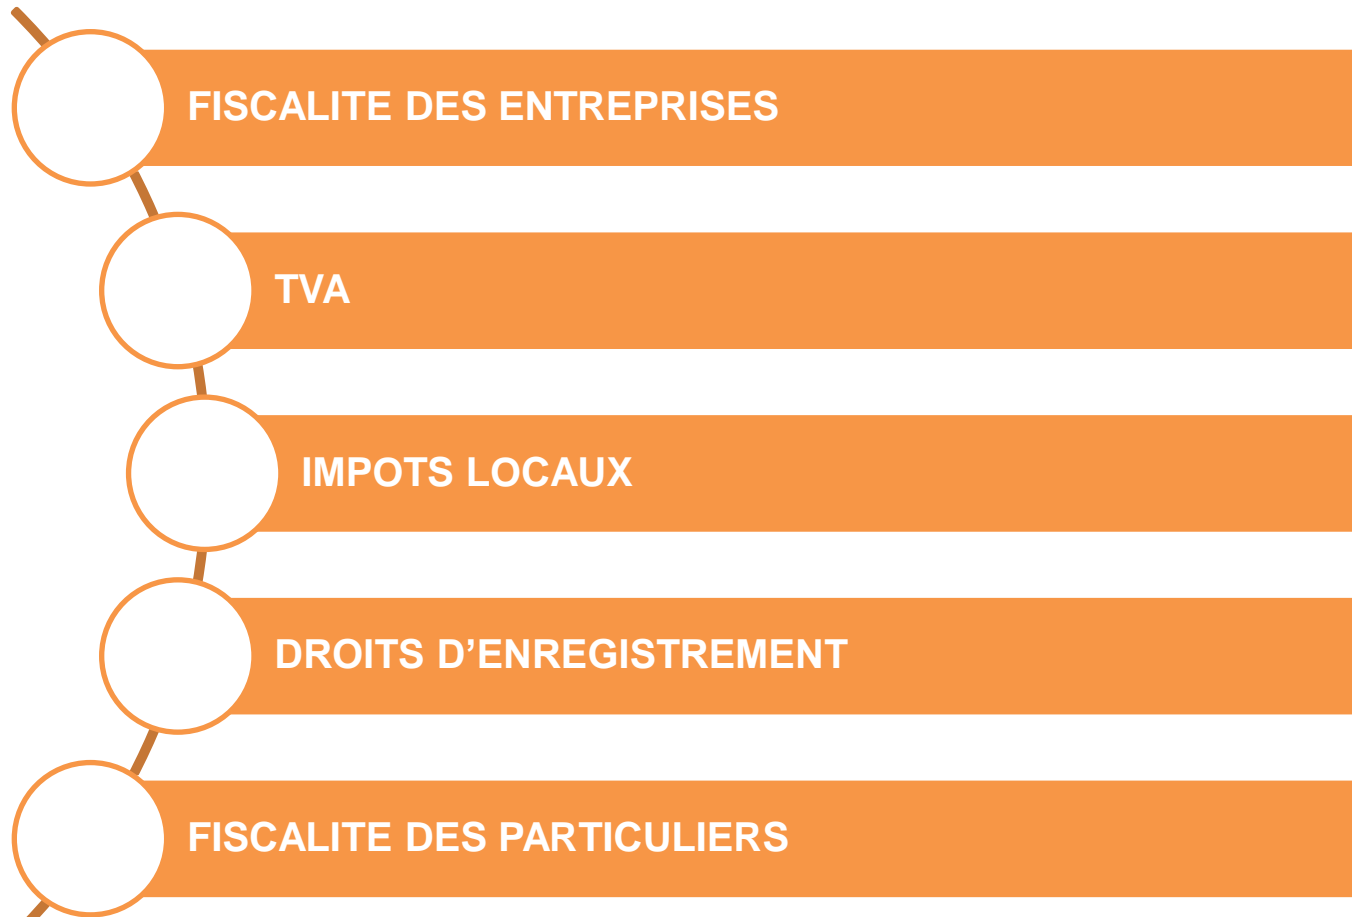 FISCALITE DES ENTREPRISES
TVA
IMPOTS LOCAUX
DROITS D’ENREGISTREMENT
FISCALITE DES PARTICULIERS